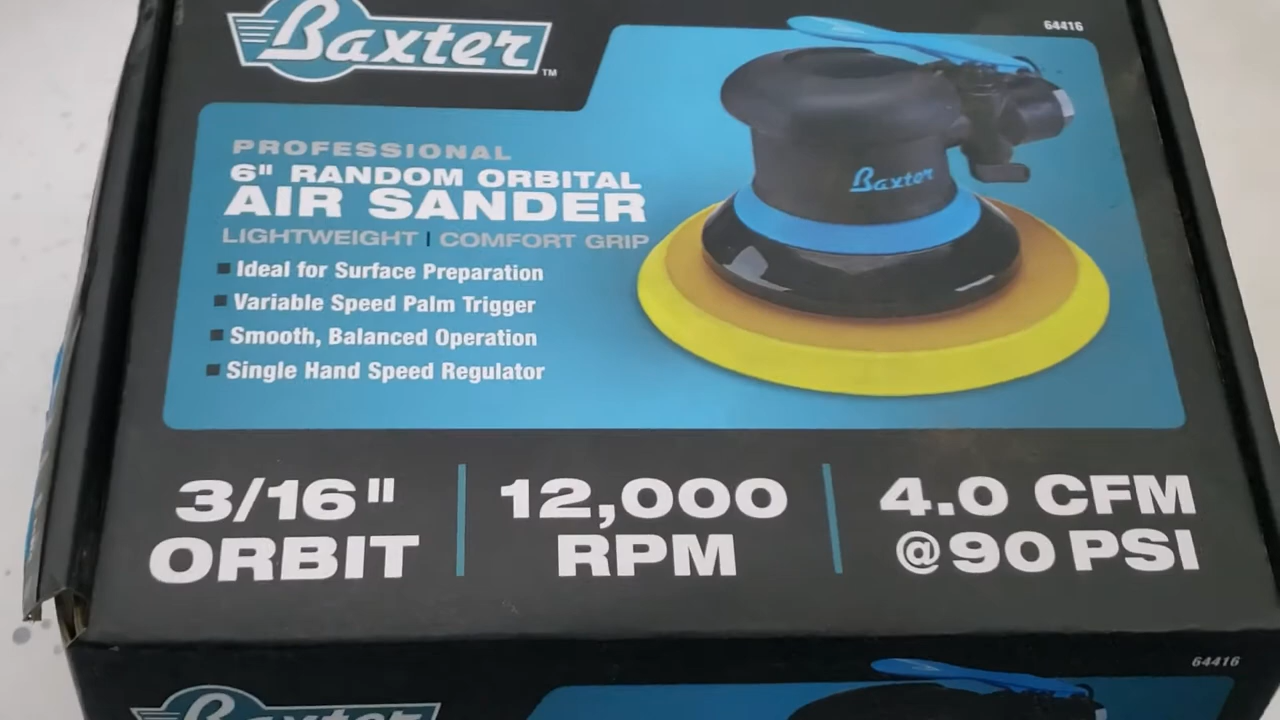 Baxter™
64416
PROFESSIONAL
6" RANDOM ORBITAL
AIR SANDER
LIGHTWEIGHT | COMFORT GRIP
Ideal for Surface Preparation
Variable Speed Palm Trigger
Smooth, Balanced Operation
Single Hand Speed Regulator
Baxter
3/16"
ORBIT
12,000
RPM
4.0 CFM
@90 PSI
64416
Baxter